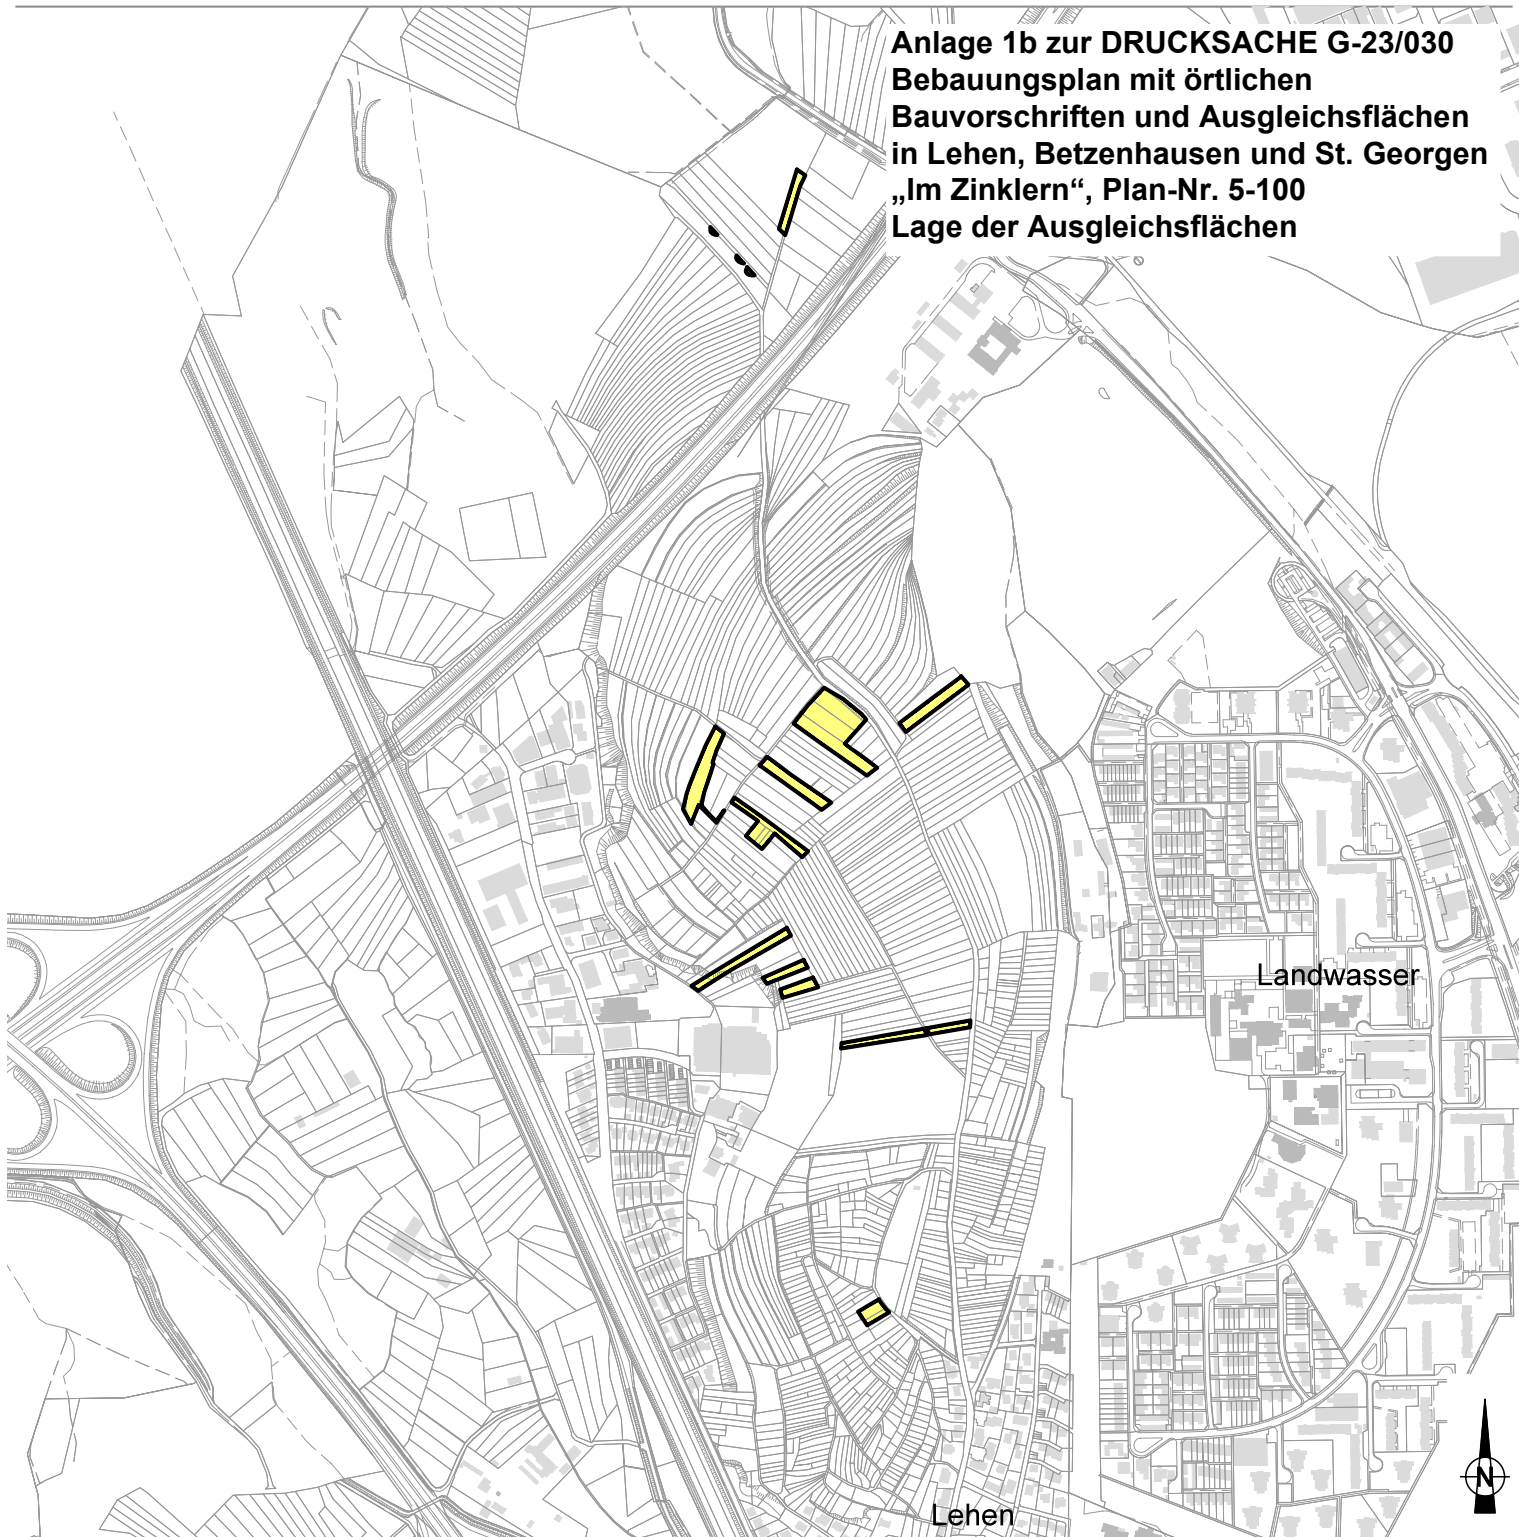 Anlage 1b zur DRUCKSACHE G-23/030
Bebauungsplan mit örtlichen
Bauvorschriften und Ausgleichsflächen
in Lehen, Betzenhausen und St. Georgen
„Im Zinklern“, Plan-Nr. 5-100
Lage der Ausgleichsflächen
Landwasser
N
Lehen